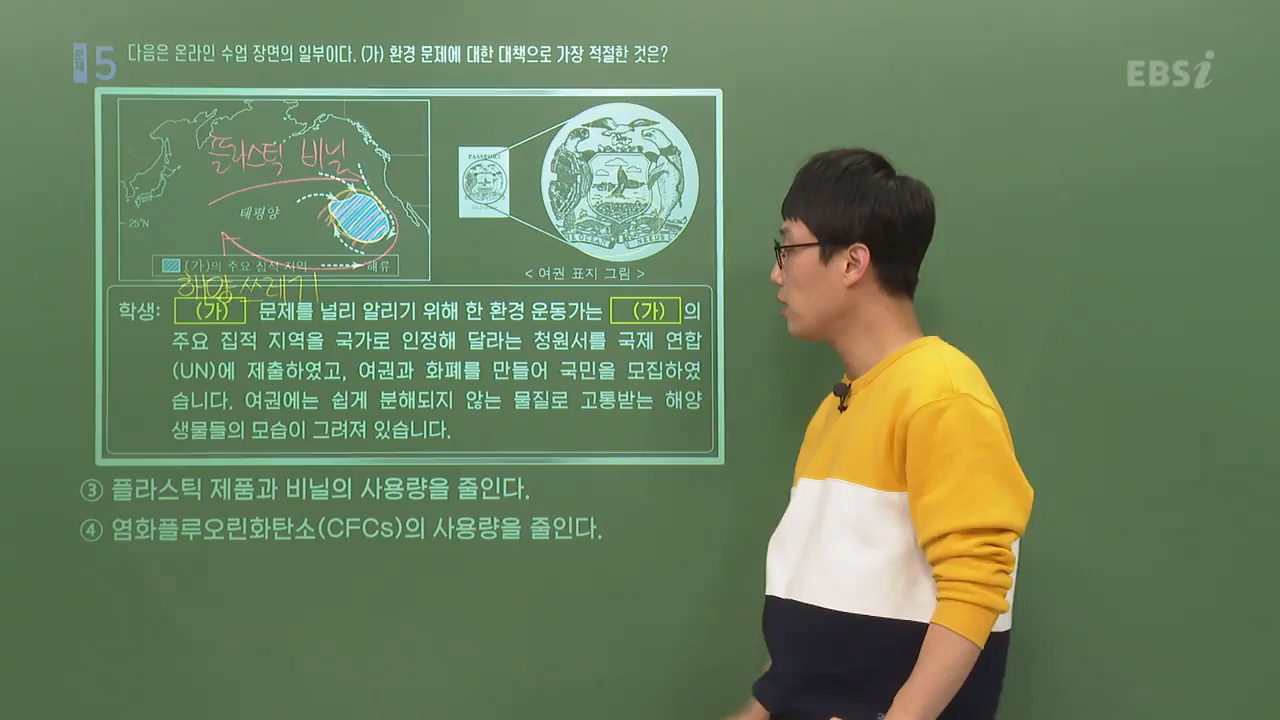 문제 5 다음은 온라인 수업 장면의 일부이다. (가) 환경 문제에 대한 대책으로 가장 적절한 것은?
EBSi
플라스틱 비닐
PASSPORT
태평양
25°N
(가)의 주요 집적 지역
해류
< 여권 표지 그림 >
해양쓰레기
학생: (가) 문제를 널리 알리기 위해 한 환경 운동가는 (가) 의
주요 집적 지역을 국가로 인정해 달라는 청원서를 국제 연합
(UN)에 제출하였고, 여권과 화폐를 만들어 국민을 모집하였
습니다. 여권에는 쉽게 분해되지 않는 물질로 고통받는 해양
생물들의 모습이 그려져 있습니다.
③ 플라스틱 제품과 비닐의 사용량을 줄인다.
④ 염화플루오린화탄소(CFCs)의 사용량을 줄인다.